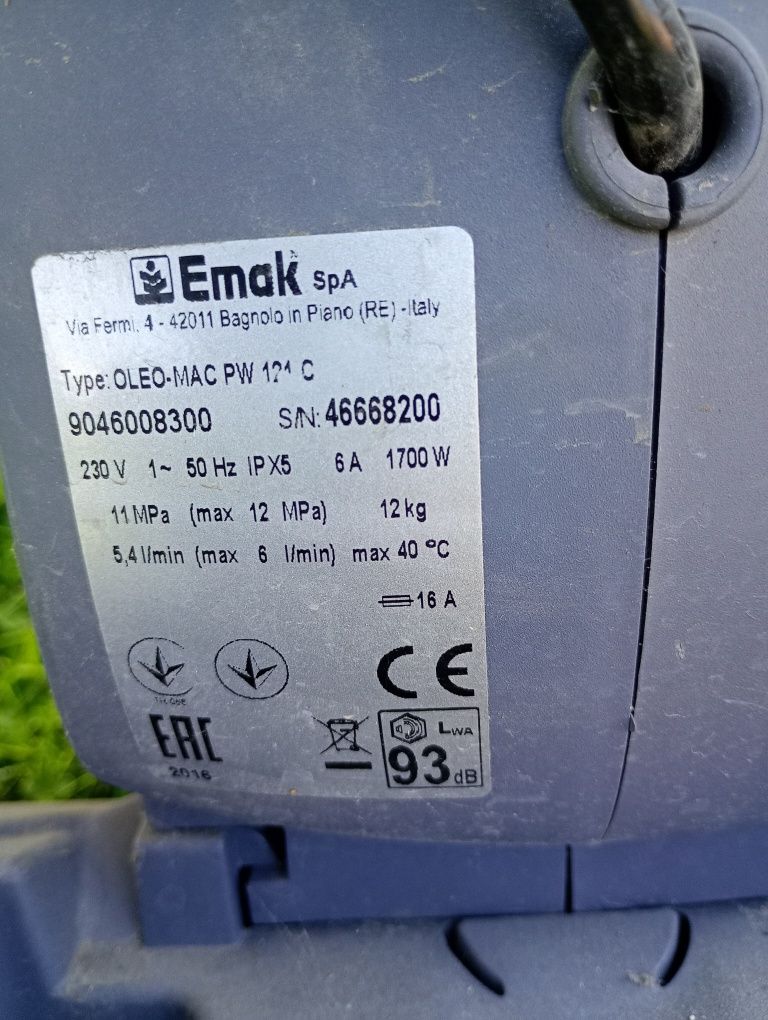 Emak SpA
Via Fermi, 4 - 42011 Bagnolo in Piano (RE) - Italy
Type: OLEO-MAC PW 121 C
9046008300 S/N: 46668200
230 V 1~ 50 Hz IPX5 6 A 1700 W
11 MPa (max 12 MPa) 12 kg
5,4 l/min (max 6 l/min) max 40 °C
16 A
CE
EAC
2016
LWA
93 dB